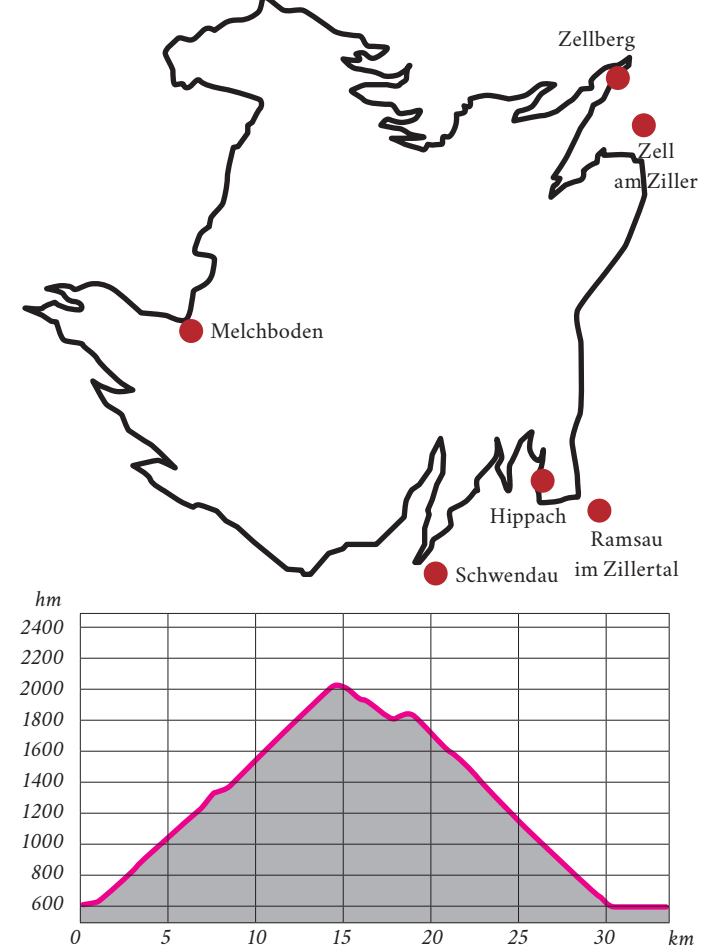 Zellberg
Zell
am Ziller
Melchboden
Hippach
Ramsau
im Zillertal
Schwendau
hm
2400
2200
2000
1800
1600
1400
1200
1000
800
600
0 5 10 15 20 25 30 km